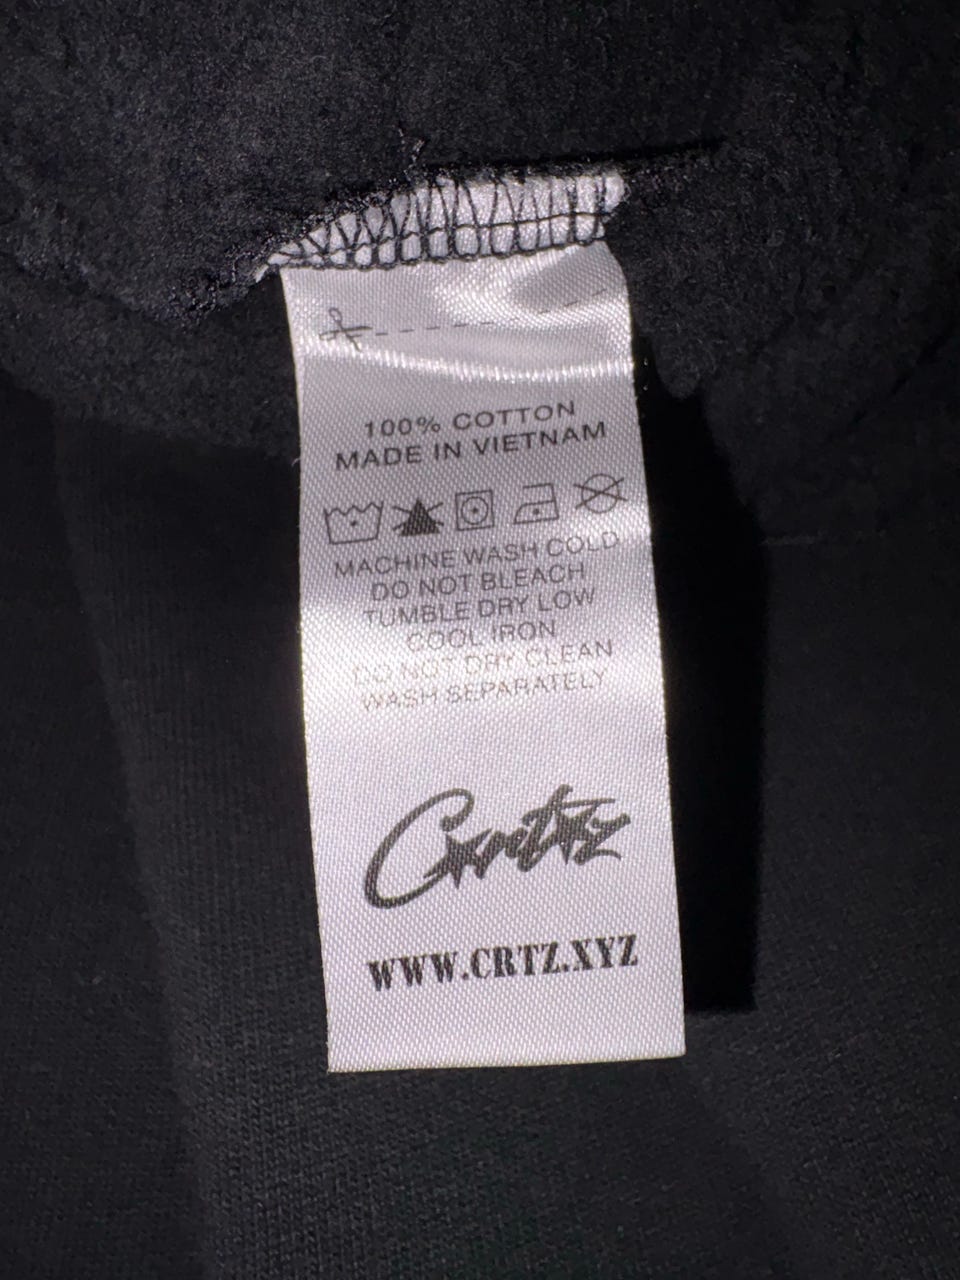 100% COTTON
MADE IN VIETNAM
MACHINE WASH COLD
DO NOT BLEACH
TUMBLE DRY LOW
COOL IRON
DO NOT DRY CLEAN
WASH SEPARATELY
Crrtz
WWW.CRTZ.XYZ